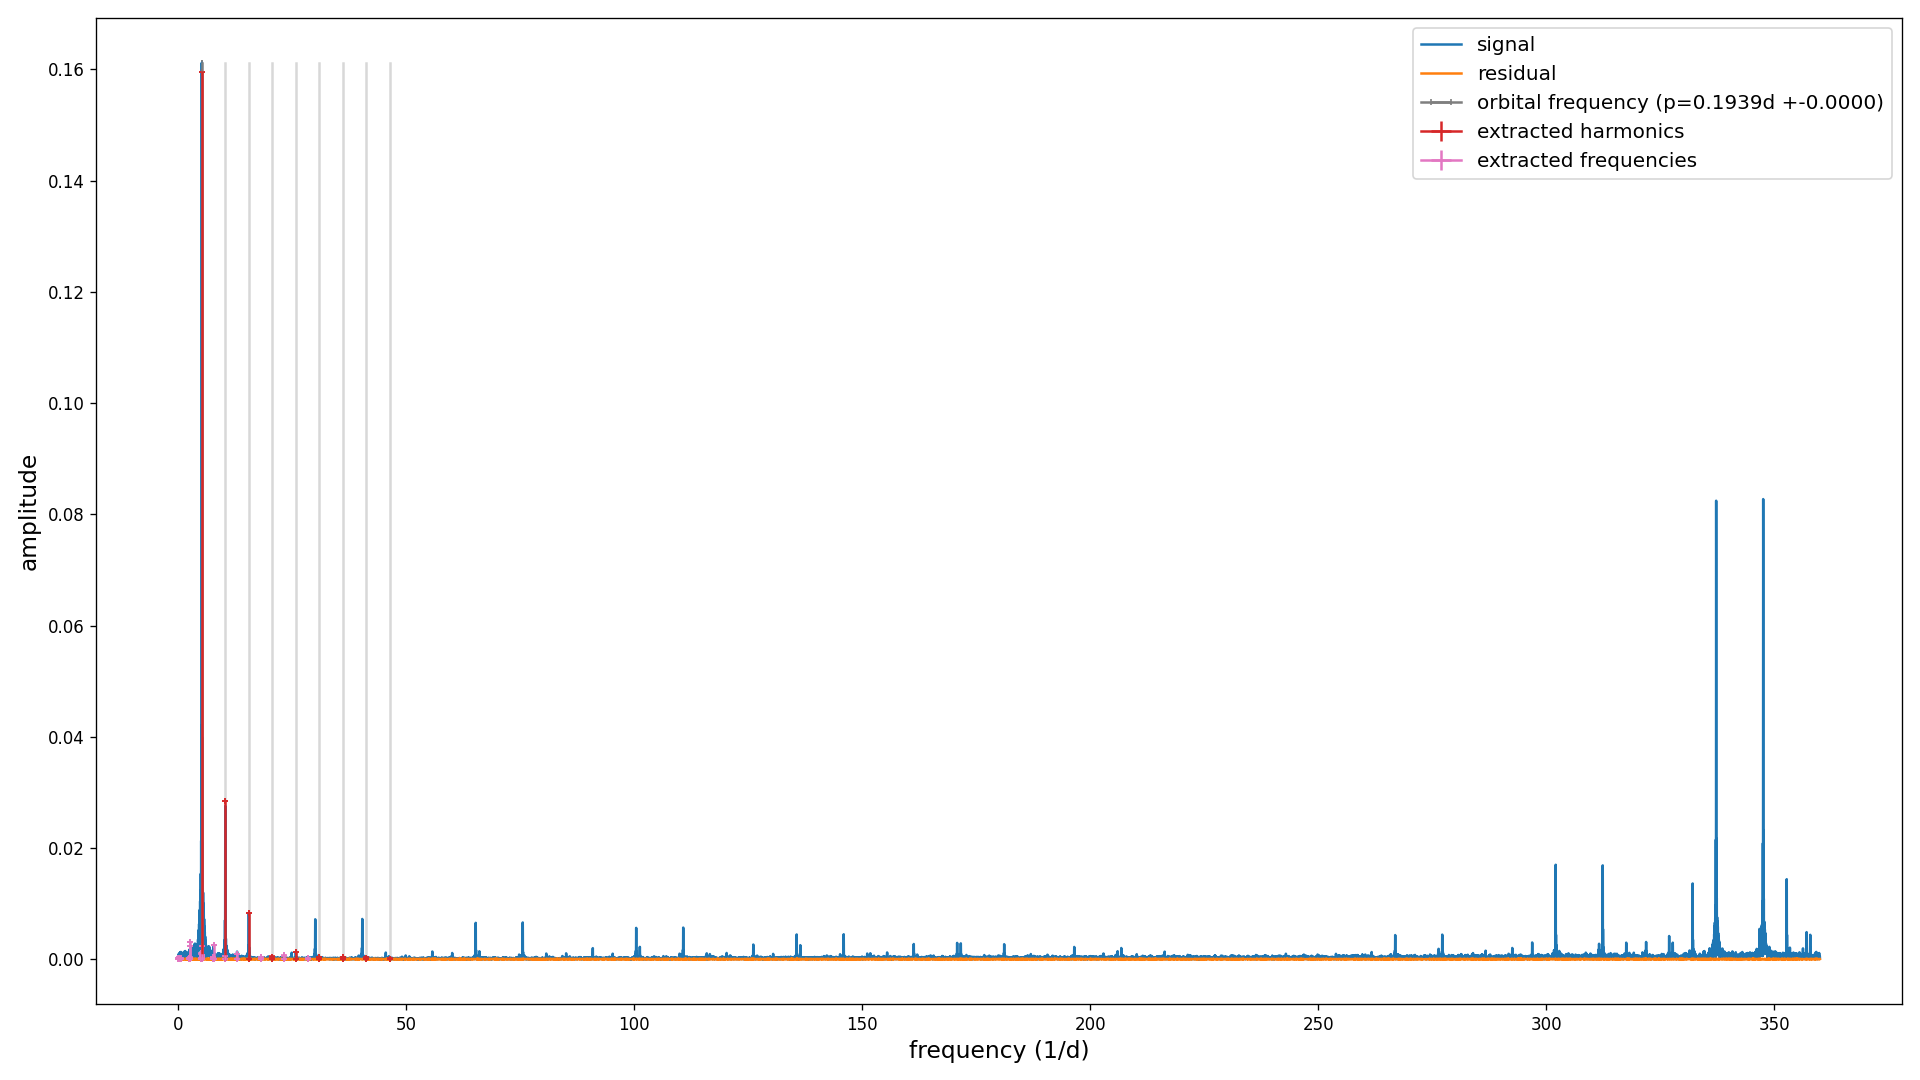 signal
residual
orbital frequency (p=0.1939d +-0.0000)
extracted harmonics
extracted frequencies
0.16
0.14
0.12
0.10
0.08
0.06
0.04
0.02
0.00
amplitude
0 50 100 150 200 250 300 350
frequency (1/d)